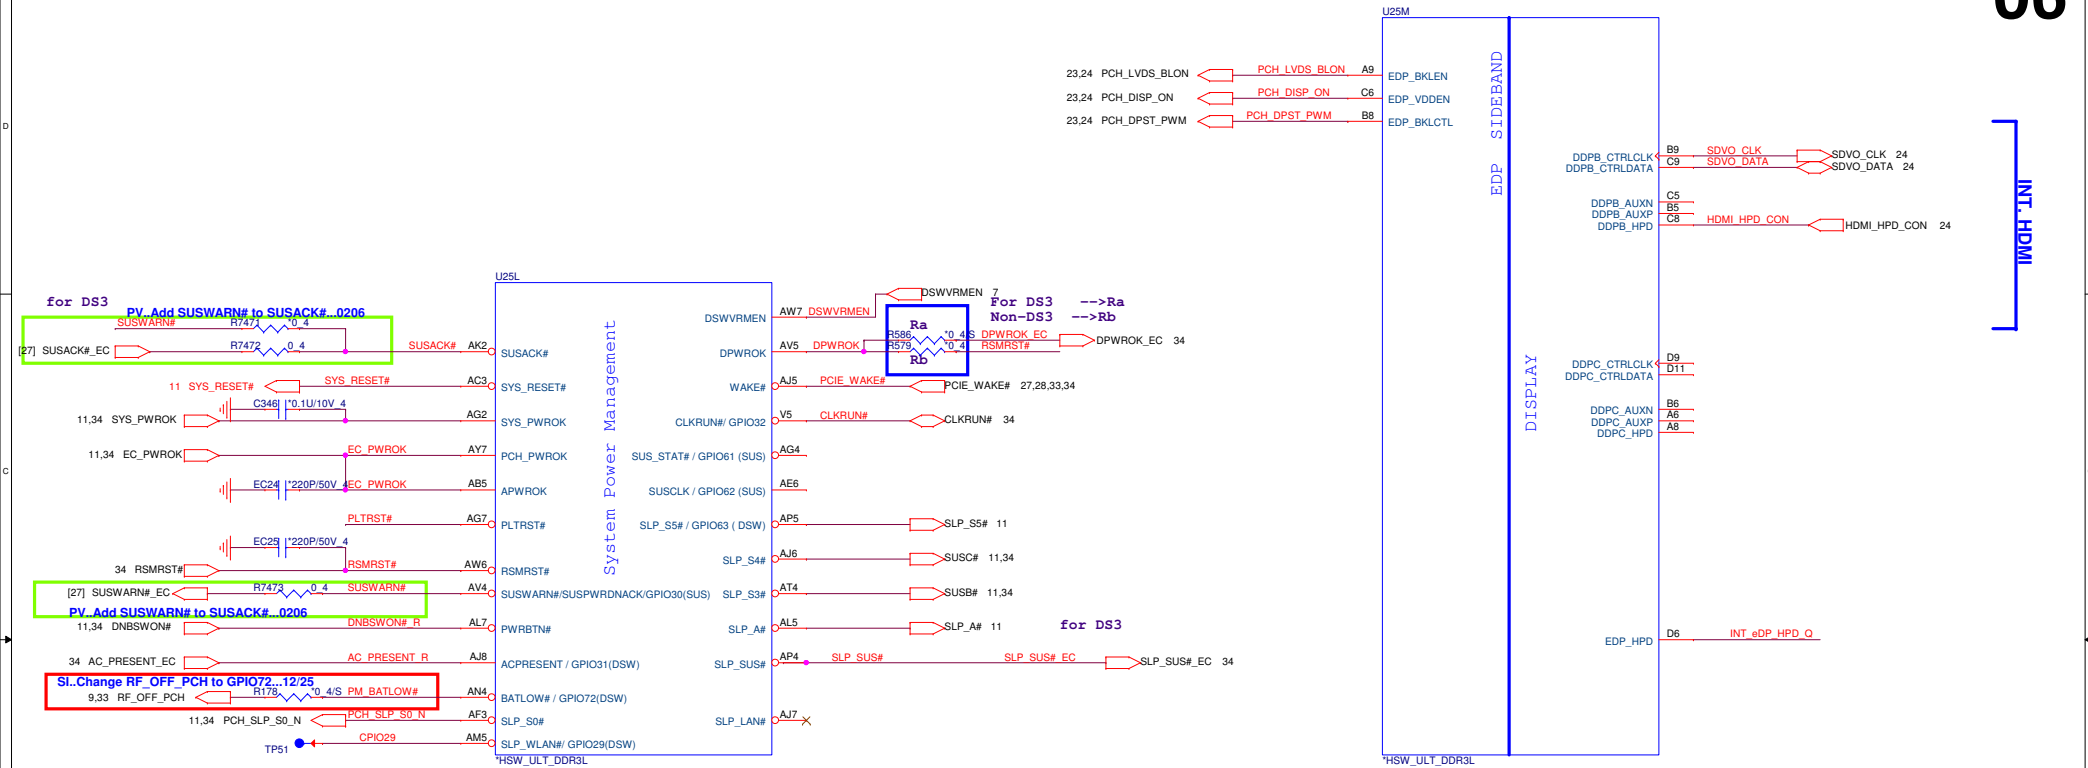 06
U25M
23,24 PCH_LVDS_BLON PCH_LVDS_BLON A9 EDP_BKLEN
23,24 PCH_DISP_ON PCH_DISP_ON C6 EDP_VDDEN
23,24 PCH_DPST_PWM PCH_DPST_PWM B8 EDP_BKLCTL
EDP SIDEBAND
DISPLAY
DDPB_CTRLCLK B9 SDVO_CLK SDVO_CLK 24
DDPB_CTRLDATA C9 SDVO_DATA SDVO_DATA 24
DDPB_AUXN C5
DDPB_AUXP B5
DDPB_HPD C8 HDMI_HPD_CON HDMI_HPD_CON 24
INT. HDMI
DDPC_CTRLCLK D9
DDPC_CTRLDATA D11
DDPC_AUXN B6
DDPC_AUXP A6
DDPC_HPD A8
EDP_HPD D6 INT_eDP_HPD_Q
*HSW_ULT_DDR3L
D
C
U25L
System Power Management
for DS3
PV..Add SUSWARN# to SUSACK#...0206
SUSWARN# R7471 *0_4
[27] SUSACK#_EC R7472 0_4 SUSACK# AK2 SUSACK#
11 SYS_RESET# SYS_RESET# AC3 SYS_RESET#
C346 *0.1U/10V_4
11,34 SYS_PWROK AG2 SYS_PWROK
11,34 EC_PWROK EC_PWROK AY7 PCH_PWROK
EC24 *220P/50V_4 EC_PWROK AB5 APWROK
PLTRST# AG7 PLTRST#
EC25 *220P/50V_4
34 RSMRST# RSMRST# AW6 RSMRST#
[27] SUSWARN#_EC R7473 0_4 SUSWARN# AV4 SUSWARN#/SUSPWRDNACK/GPIO30(SUS)
PV..Add SUSWARN# to SUSACK#...0206
11,34 DNBSWON# DNBSWON#_R AL7 PWRBTN#
34 AC_PRESENT_EC AC_PRESENT_R AJ8 ACPRESENT / GPIO31(DSW)
SI..Change RF_OFF_PCH to GPIO72...12/25
9,33 RF_OFF_PCH R178 *0_4/S PM_BATLOW# AN4 BATLOW# / GPIO72(DSW)
11,34 PCH_SLP_S0_N PCH_SLP_S0_N AF3 SLP_S0#
TP51 CPIO29 AM5 SLP_WLAN#/ GPIO29(DSW)
*HSW_ULT_DDR3L
DSWVRMEN AW7 DSWVRMEN DSWVRMEN 7
For DS3 -->Ra
Non-DS3 -->Rb
Ra
R586 *0_4/S DPWROK_EC DPWROK_EC 34
DPWROK AV5 DPWROK R579 *0_4 RSMRST#
Rb
WAKE# AJ5 PCIE_WAKE# PCIE_WAKE# 27,28,33,34
CLKRUN#/ GPIO32 V5 CLKRUN# CLKRUN# 34
SUS_STAT# / GPIO61 (SUS) AG4
SUSCLK / GPIO62 (SUS) AE6
SLP_S5# / GPIO63 ( DSW) AP5 SLP_S5# 11
SLP_S4# AJ6 SUSC# 11,34
SLP_S3# AT4 SUSB# 11,34
SLP_A# AL5 SLP_A# 11
for DS3
SLP_SUS# AP4 SLP_SUS# SLP_SUS#_EC SLP_SUS#_EC 34
SLP_LAN# AJ7